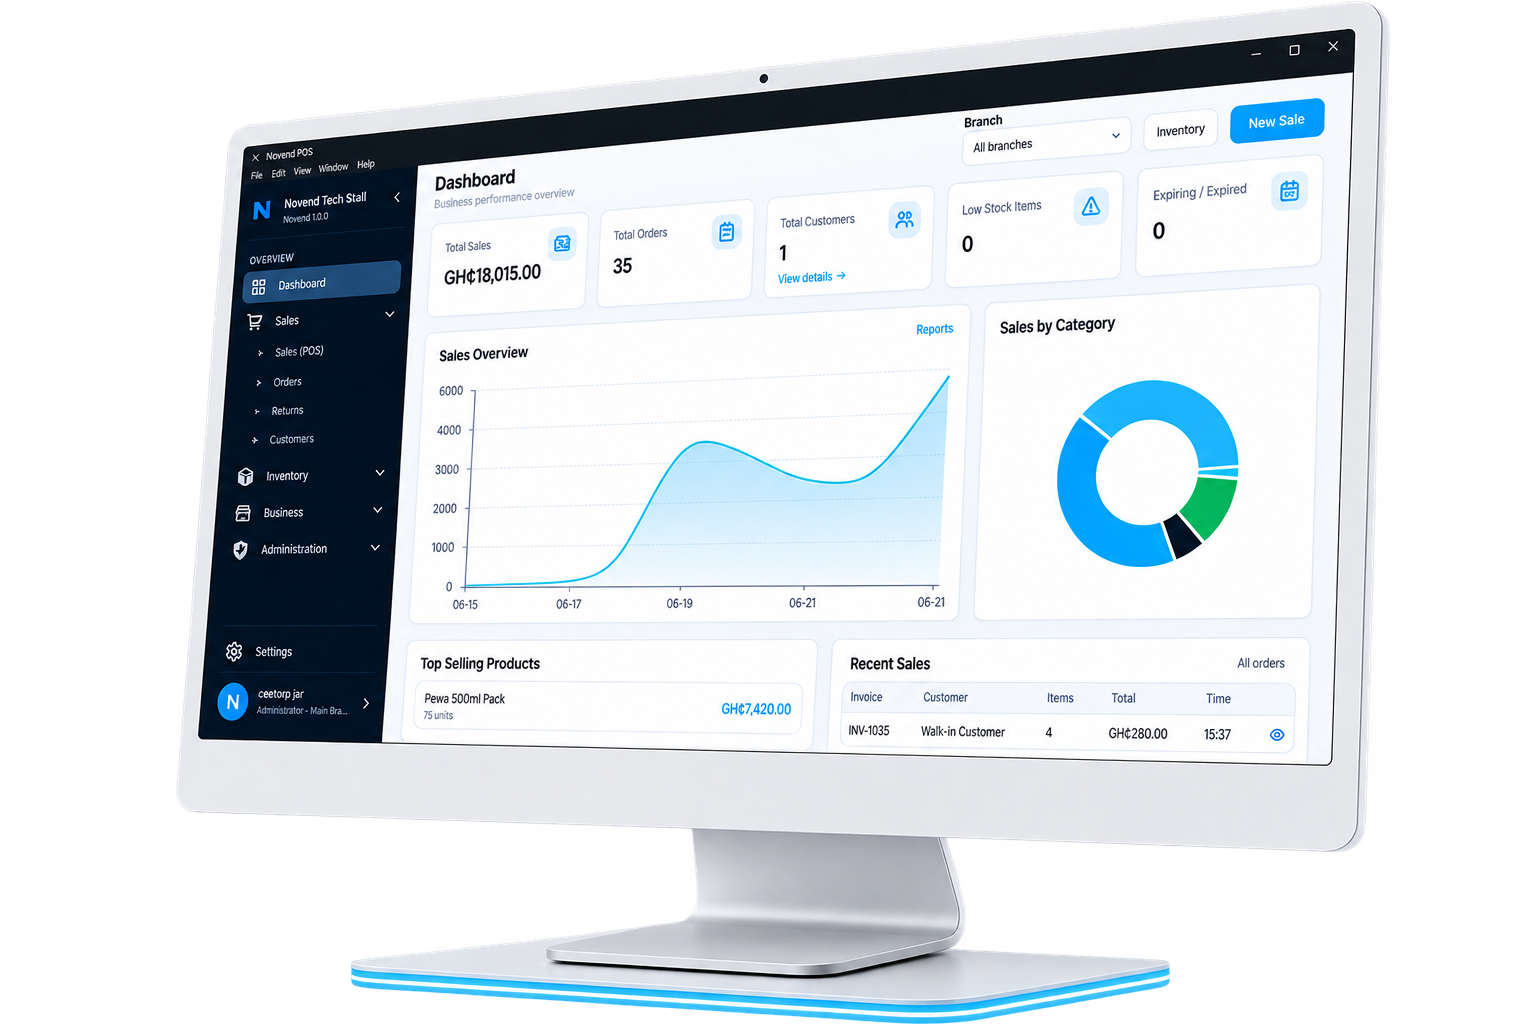 Novend POS
File Edit View Window Help
N Novend Tech Stall
Novend 1.0.0
OVERVIEW
Dashboard
Sales
Sales (POS)
Orders
Returns
Customers
Inventory
Business
Administration
Settings
N ceetorp jar
Administrator - Main Bra...
Dashboard
Business performance overview
Branch
All branches
Inventory
New Sale
Total Sales
GH₵18,015.00
Total Orders
35
Total Customers
1
View details →
Low Stock Items
0
Expiring / Expired
0
Sales Overview
Reports
6000
4000
3000
2000
1000
0
06-15 06-17 06-19 06-21 06-21
Sales by Category
Top Selling Products
Pewa 500ml Pack
75 units
GH₵7,420.00
Recent Sales
All orders
Invoice Customer Items Total Time
INV-1035 Walk-in Customer 4 GH₵280.00 15:37